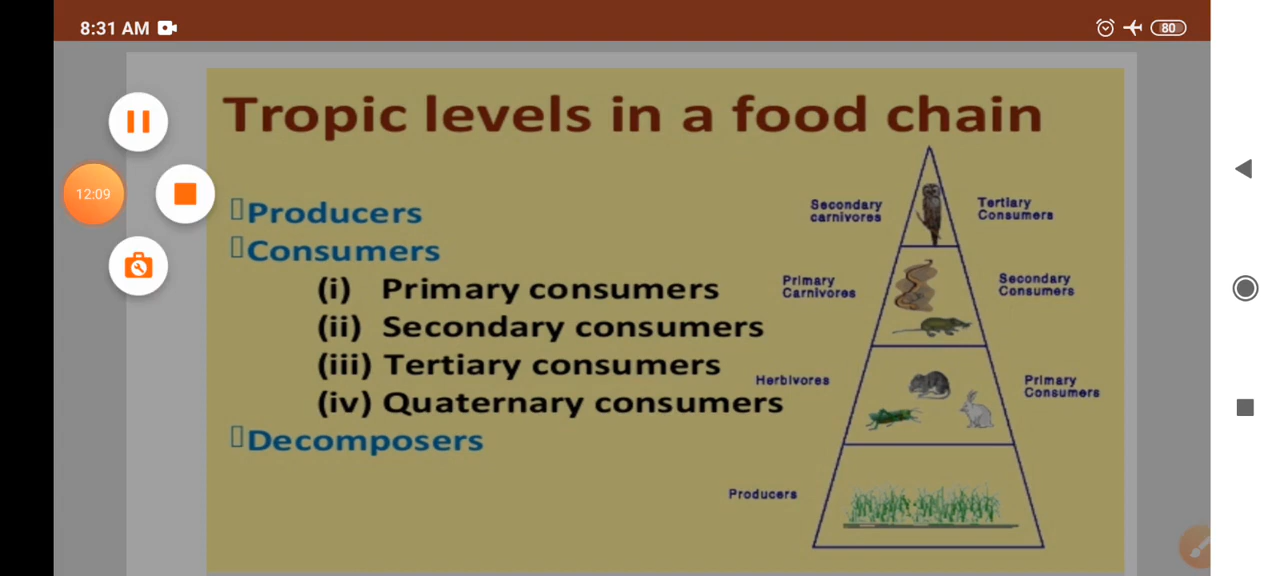 8:31 AM
80
12:09
Tropic levels in a food chain
Producers
Consumers
(i) Primary consumers
(ii) Secondary consumers
(iii) Tertiary consumers
(iv) Quaternary consumers
Decomposers
Secondary
carnivores
Tertiary
Consumers
Primary
Carnivores
Secondary
Consumers
Herbivores
Primary
Consumers
Producers